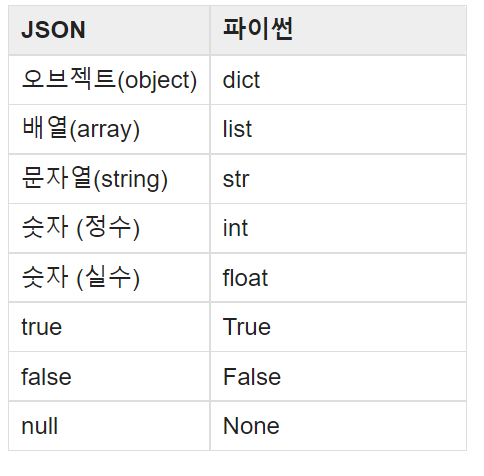 JSON 파이썬
오브젝트(object) dict
배열(array) list
문자열(string) str
숫자 (정수) int
숫자 (실수) float
true True
false False
null None